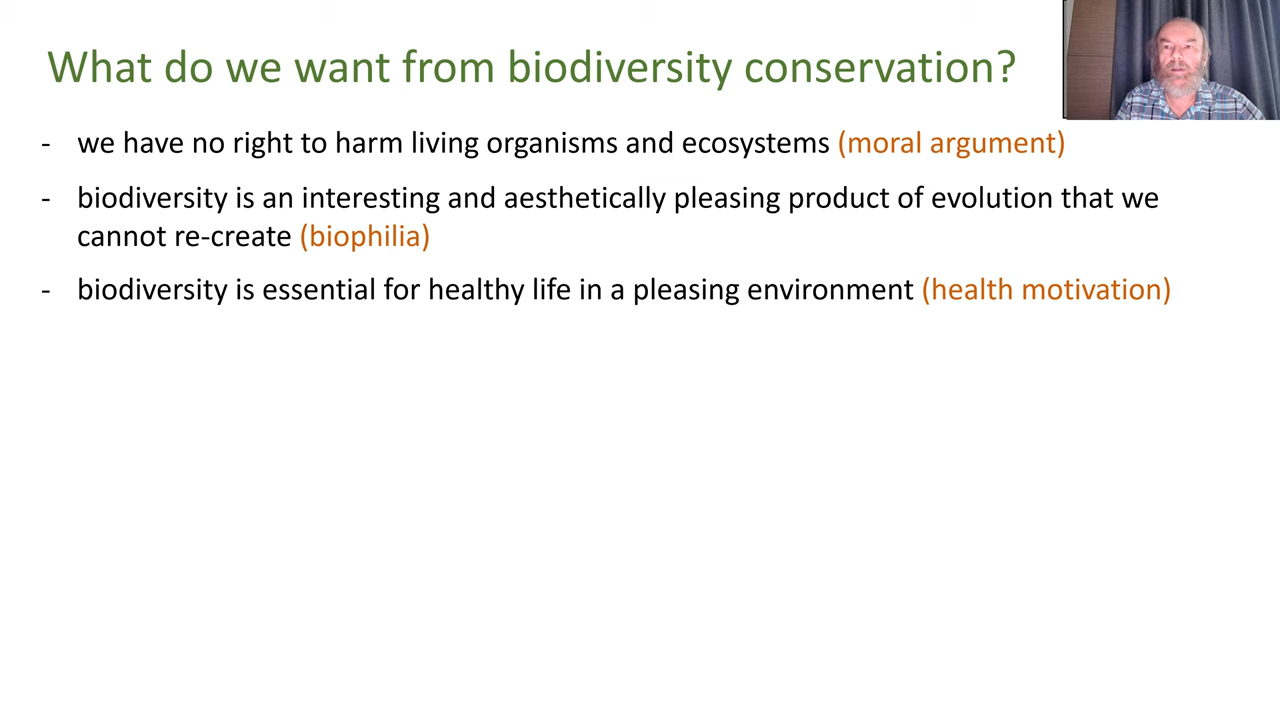 What do we want from biodiversity conservation?
- we have no right to harm living organisms and ecosystems (moral argument)
- biodiversity is an interesting and aesthetically pleasing product of evolution that we
cannot re-create (biophilia)
- biodiversity is essential for healthy life in a pleasing environment (health motivation)